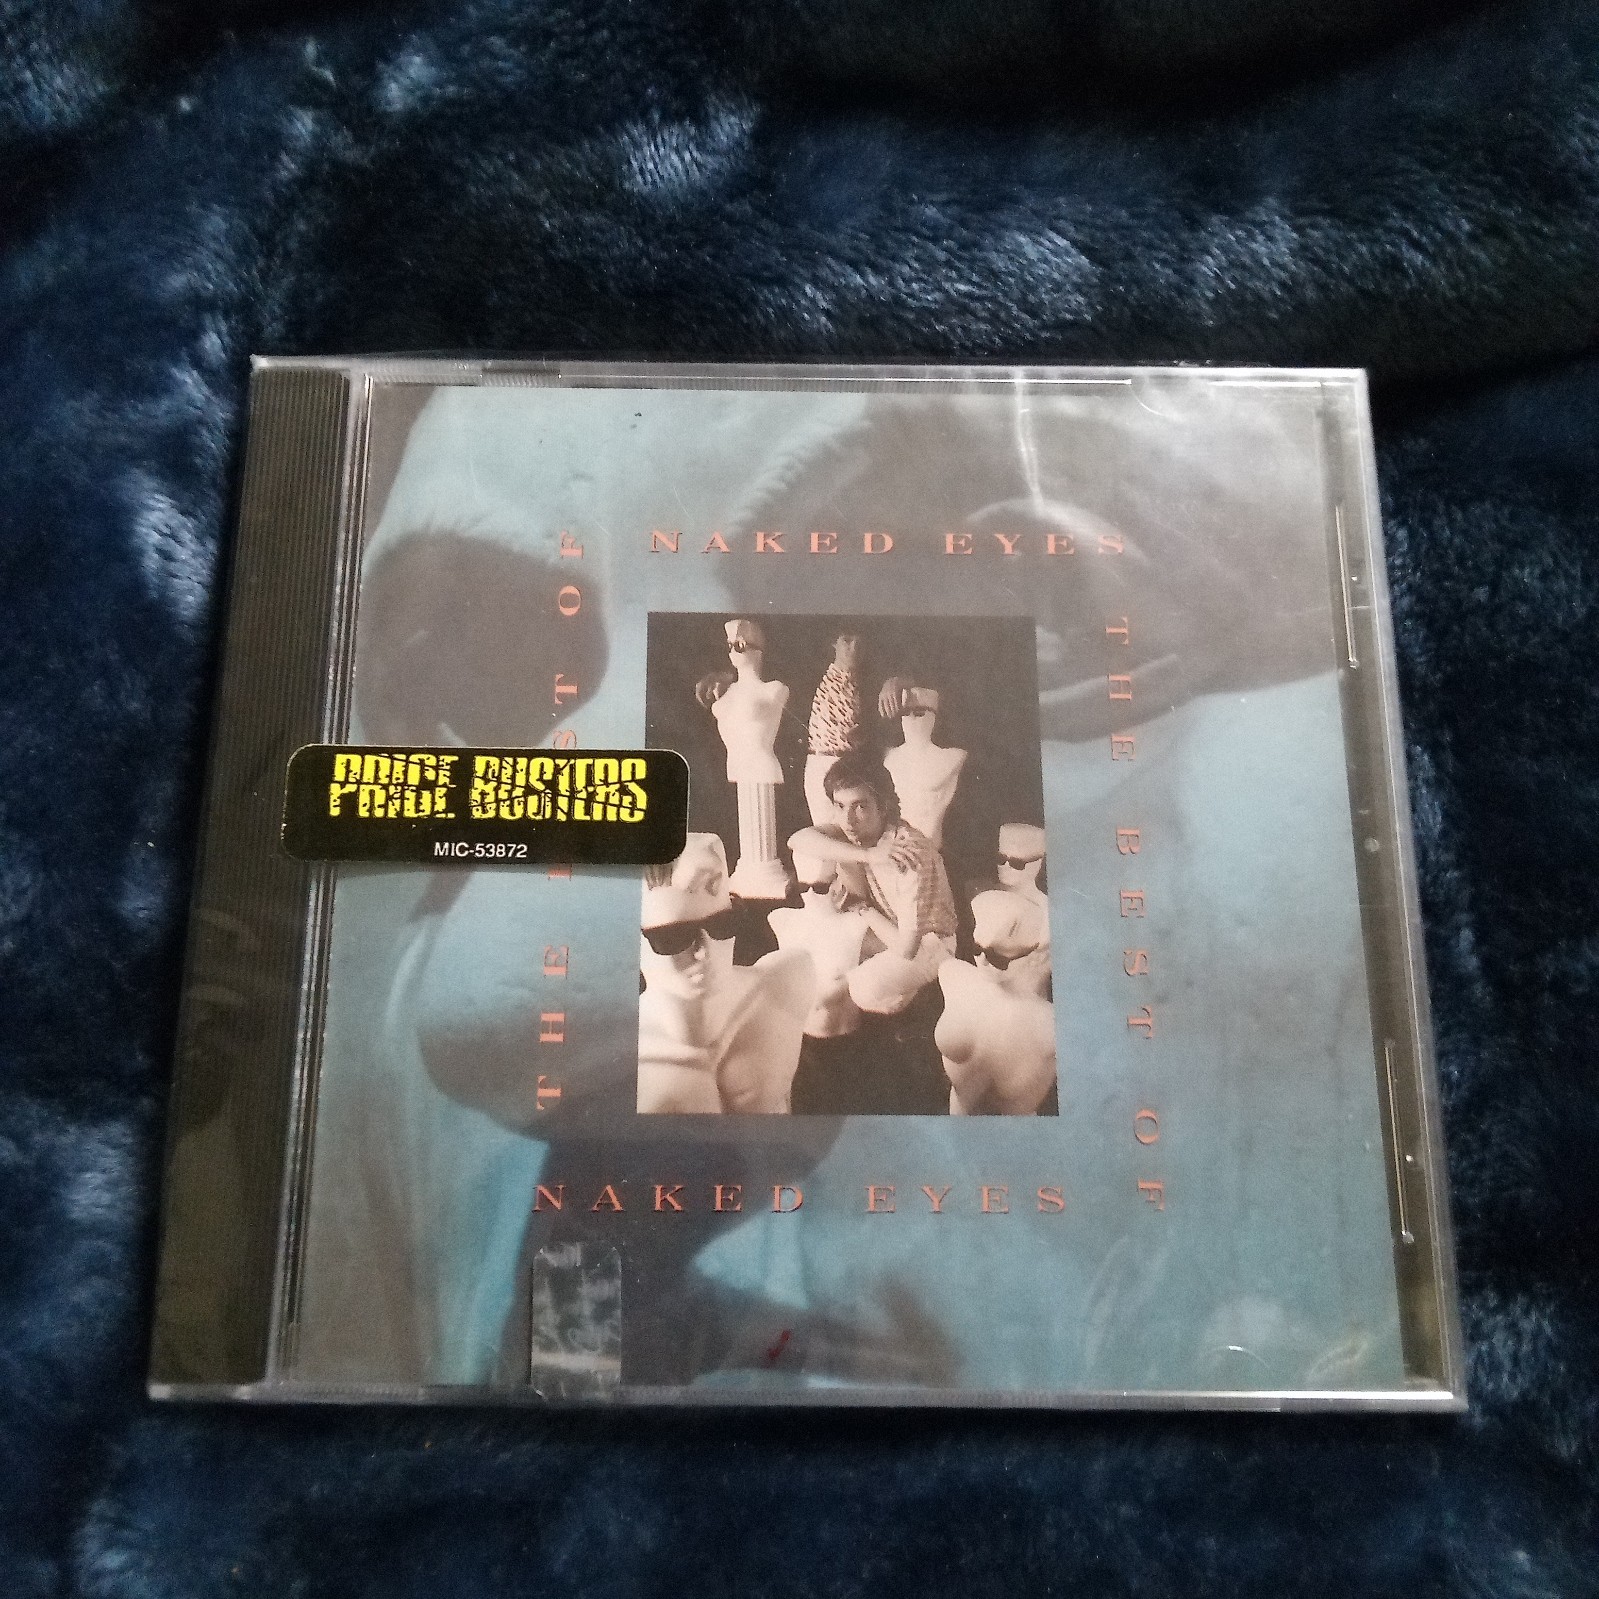 NAKED EYES
THE BEST OF
PRICE BUSTERS
MIC-53872
THE BEST OF
NAKED EYES